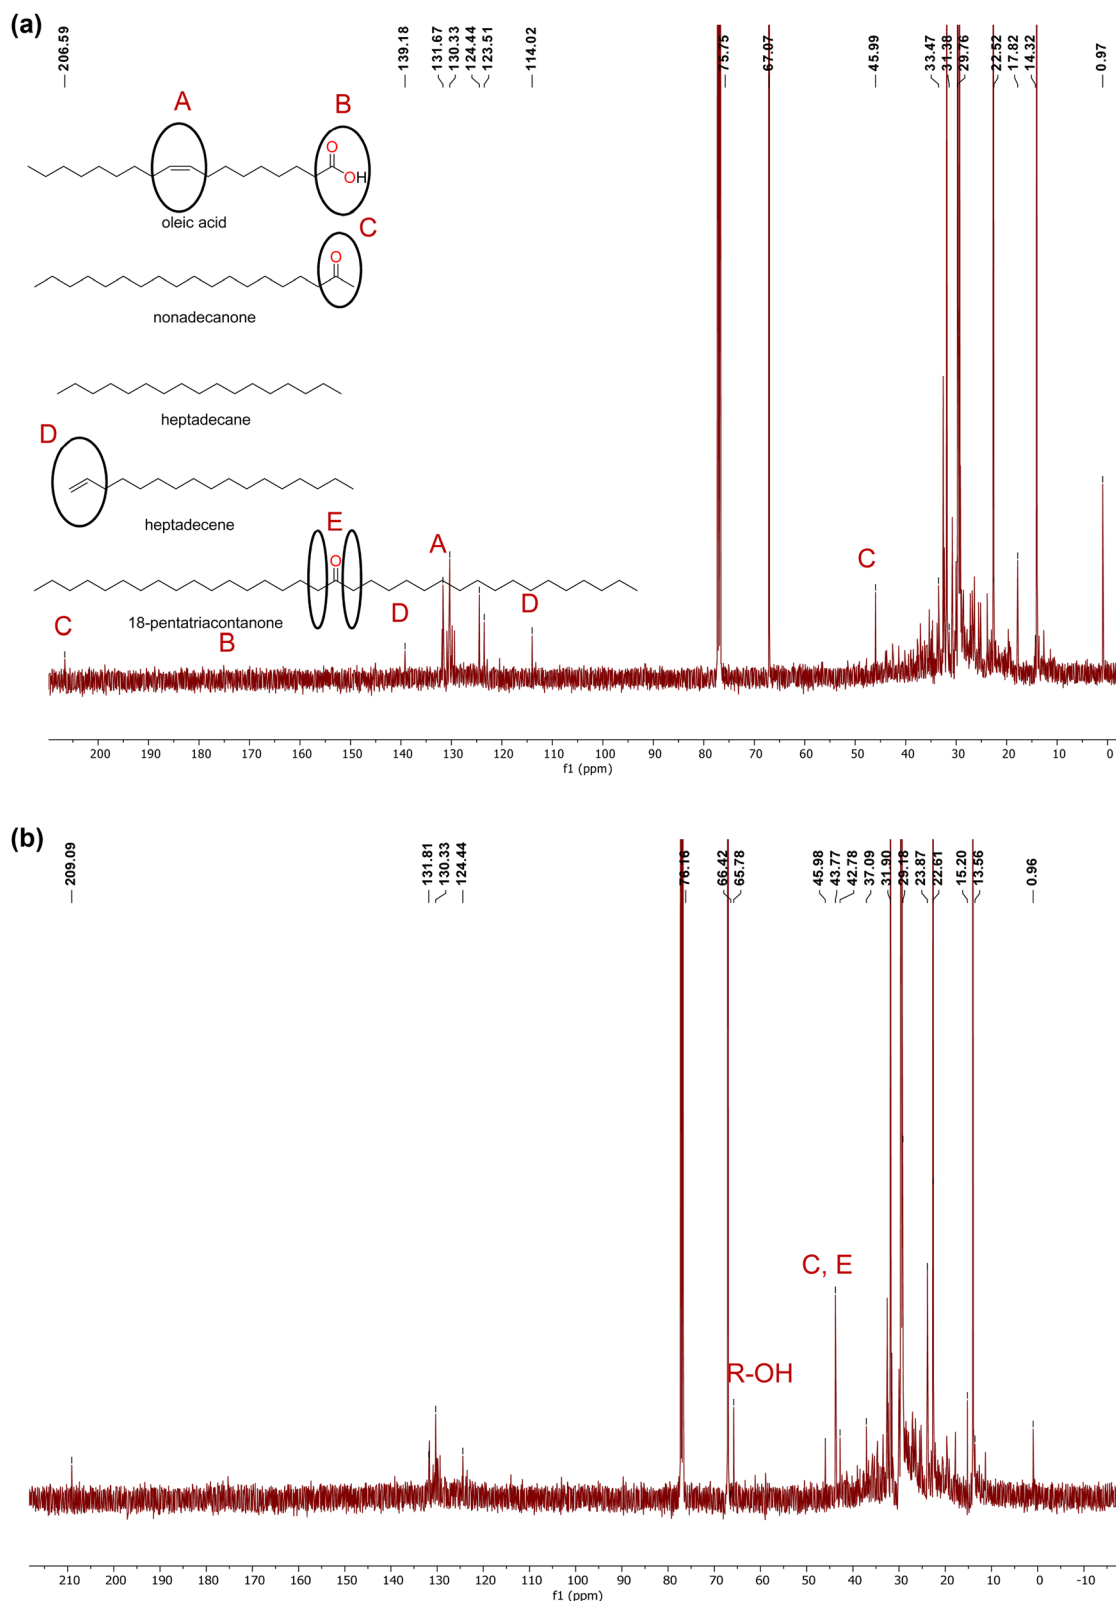 (a)
206.59
139.18
131.67
130.33
124.44
123.51
114.02
75.75
67.07
45.99
33.47
31.38
29.76
22.52
17.82
14.32
0.97
A
B
O
OH
oleic acid
C
O
nonadecanone
heptadecane
D
heptadecene
E
O
18-pentatriacontanone
A
C
D
D
C
B
200 190 180 170 160 150 140 130 120 110 100 90 80 70 60 50 40 30 20 10 0
f1 (ppm)
(b)
209.09
131.81
130.33
124.44
76.16
66.42
65.78
45.98
43.77
42.78
37.09
31.90
29.18
23.87
22.61
15.20
13.56
0.96
C, E
R-OH
210 200 190 180 170 160 150 140 130 120 110 100 90 80 70 60 50 40 30 20 10 0 -10
f1 (ppm)